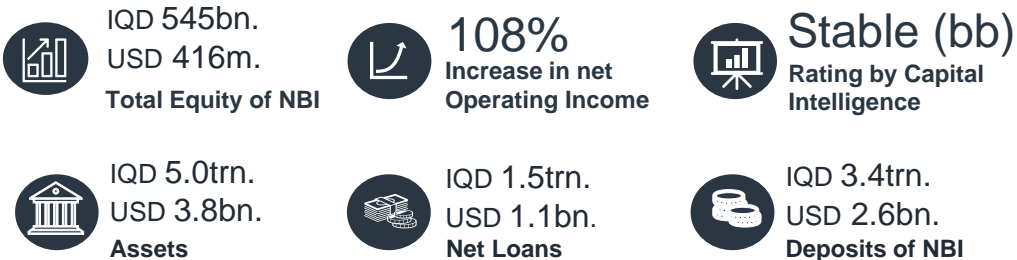 IQD 545bn.
USD 416m.
Total Equity of NBI
108%
Increase in net
Operating Income
Stable (bb)
Rating by Capital
Intelligence
IQD 5.0trn.
USD 3.8bn.
Assets
IQD 1.5trn.
USD 1.1bn.
Net Loans
IQD 3.4trn.
USD 2.6bn.
Deposits of NBI